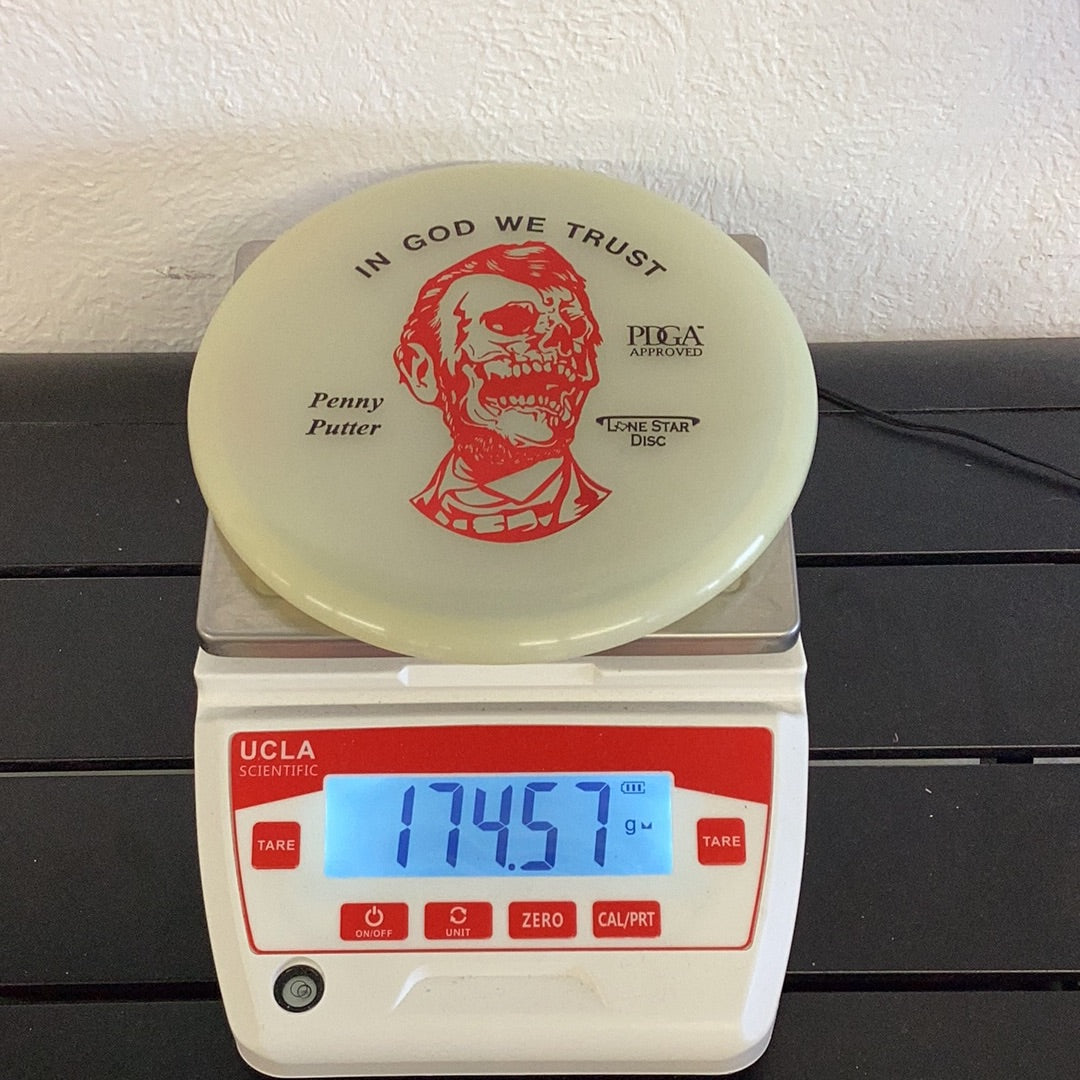 IN GOD WE TRUST
PDGA™
APPROVED
Penny
Putter
LONE STAR
DISC
UCLA
SCIENTIFIC
174.57
g
TARE
TARE
ON/OFF
UNIT
ZERO
CAL/PRT